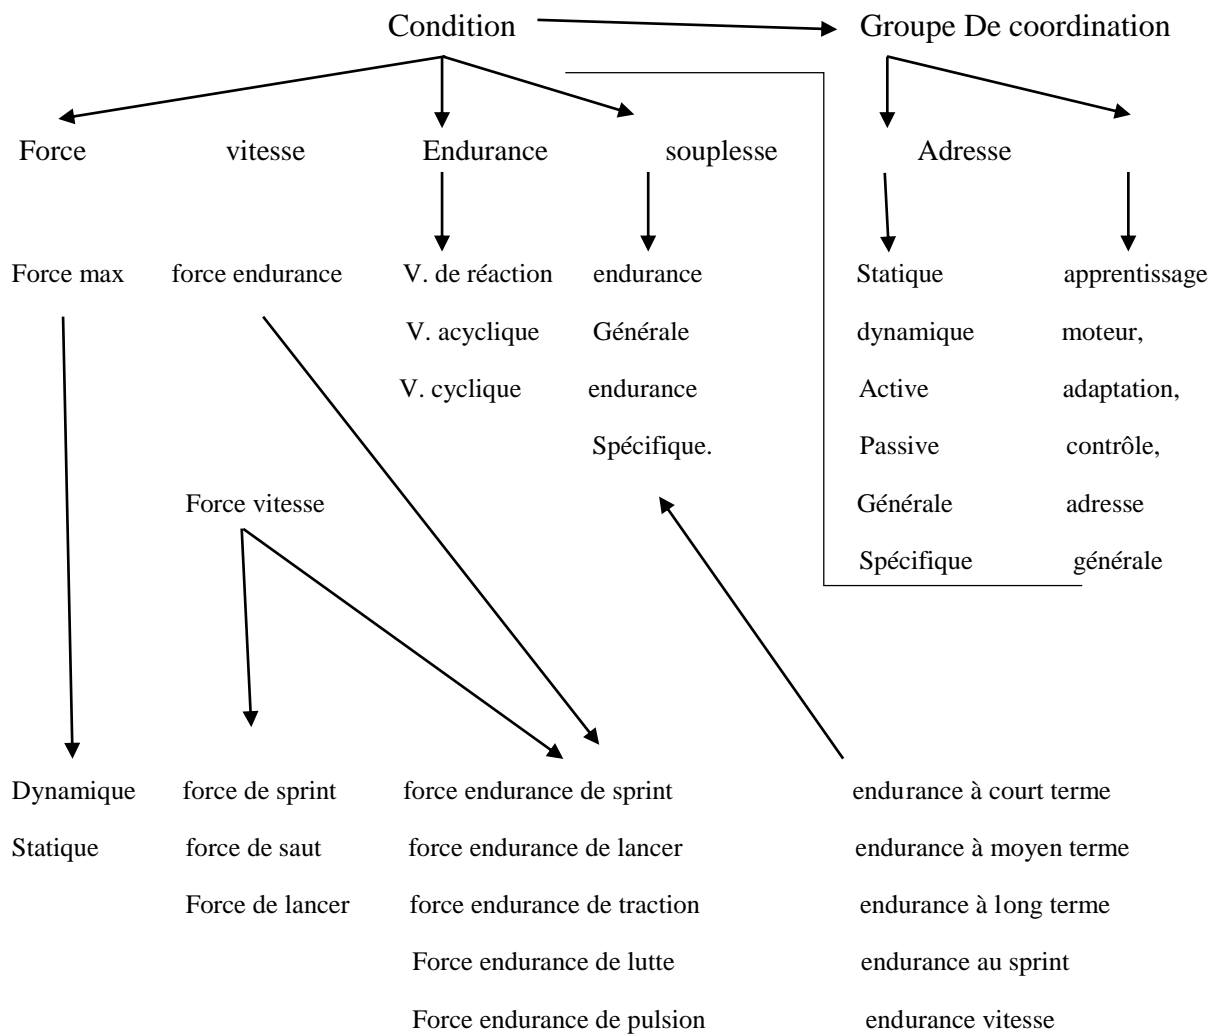 Condition Groupe De coordination
Force vitesse Endurance souplesse Adresse
Force max force endurance V. de réaction endurance Statique apprentissage
V. acyclique Générale dynamique moteur,
V. cyclique endurance Active adaptation,
Spécifique. Passive contrôle,
Force vitesse Générale adresse
Spécifique générale
Dynamique force de sprint force endurance de sprint endurance à court terme
Statique force de saut force endurance de lancer endurance à moyen terme
Force de lancer force endurance de traction endurance à long terme
Force endurance de lutte endurance au sprint
Force endurance de pulsion endurance vitesse